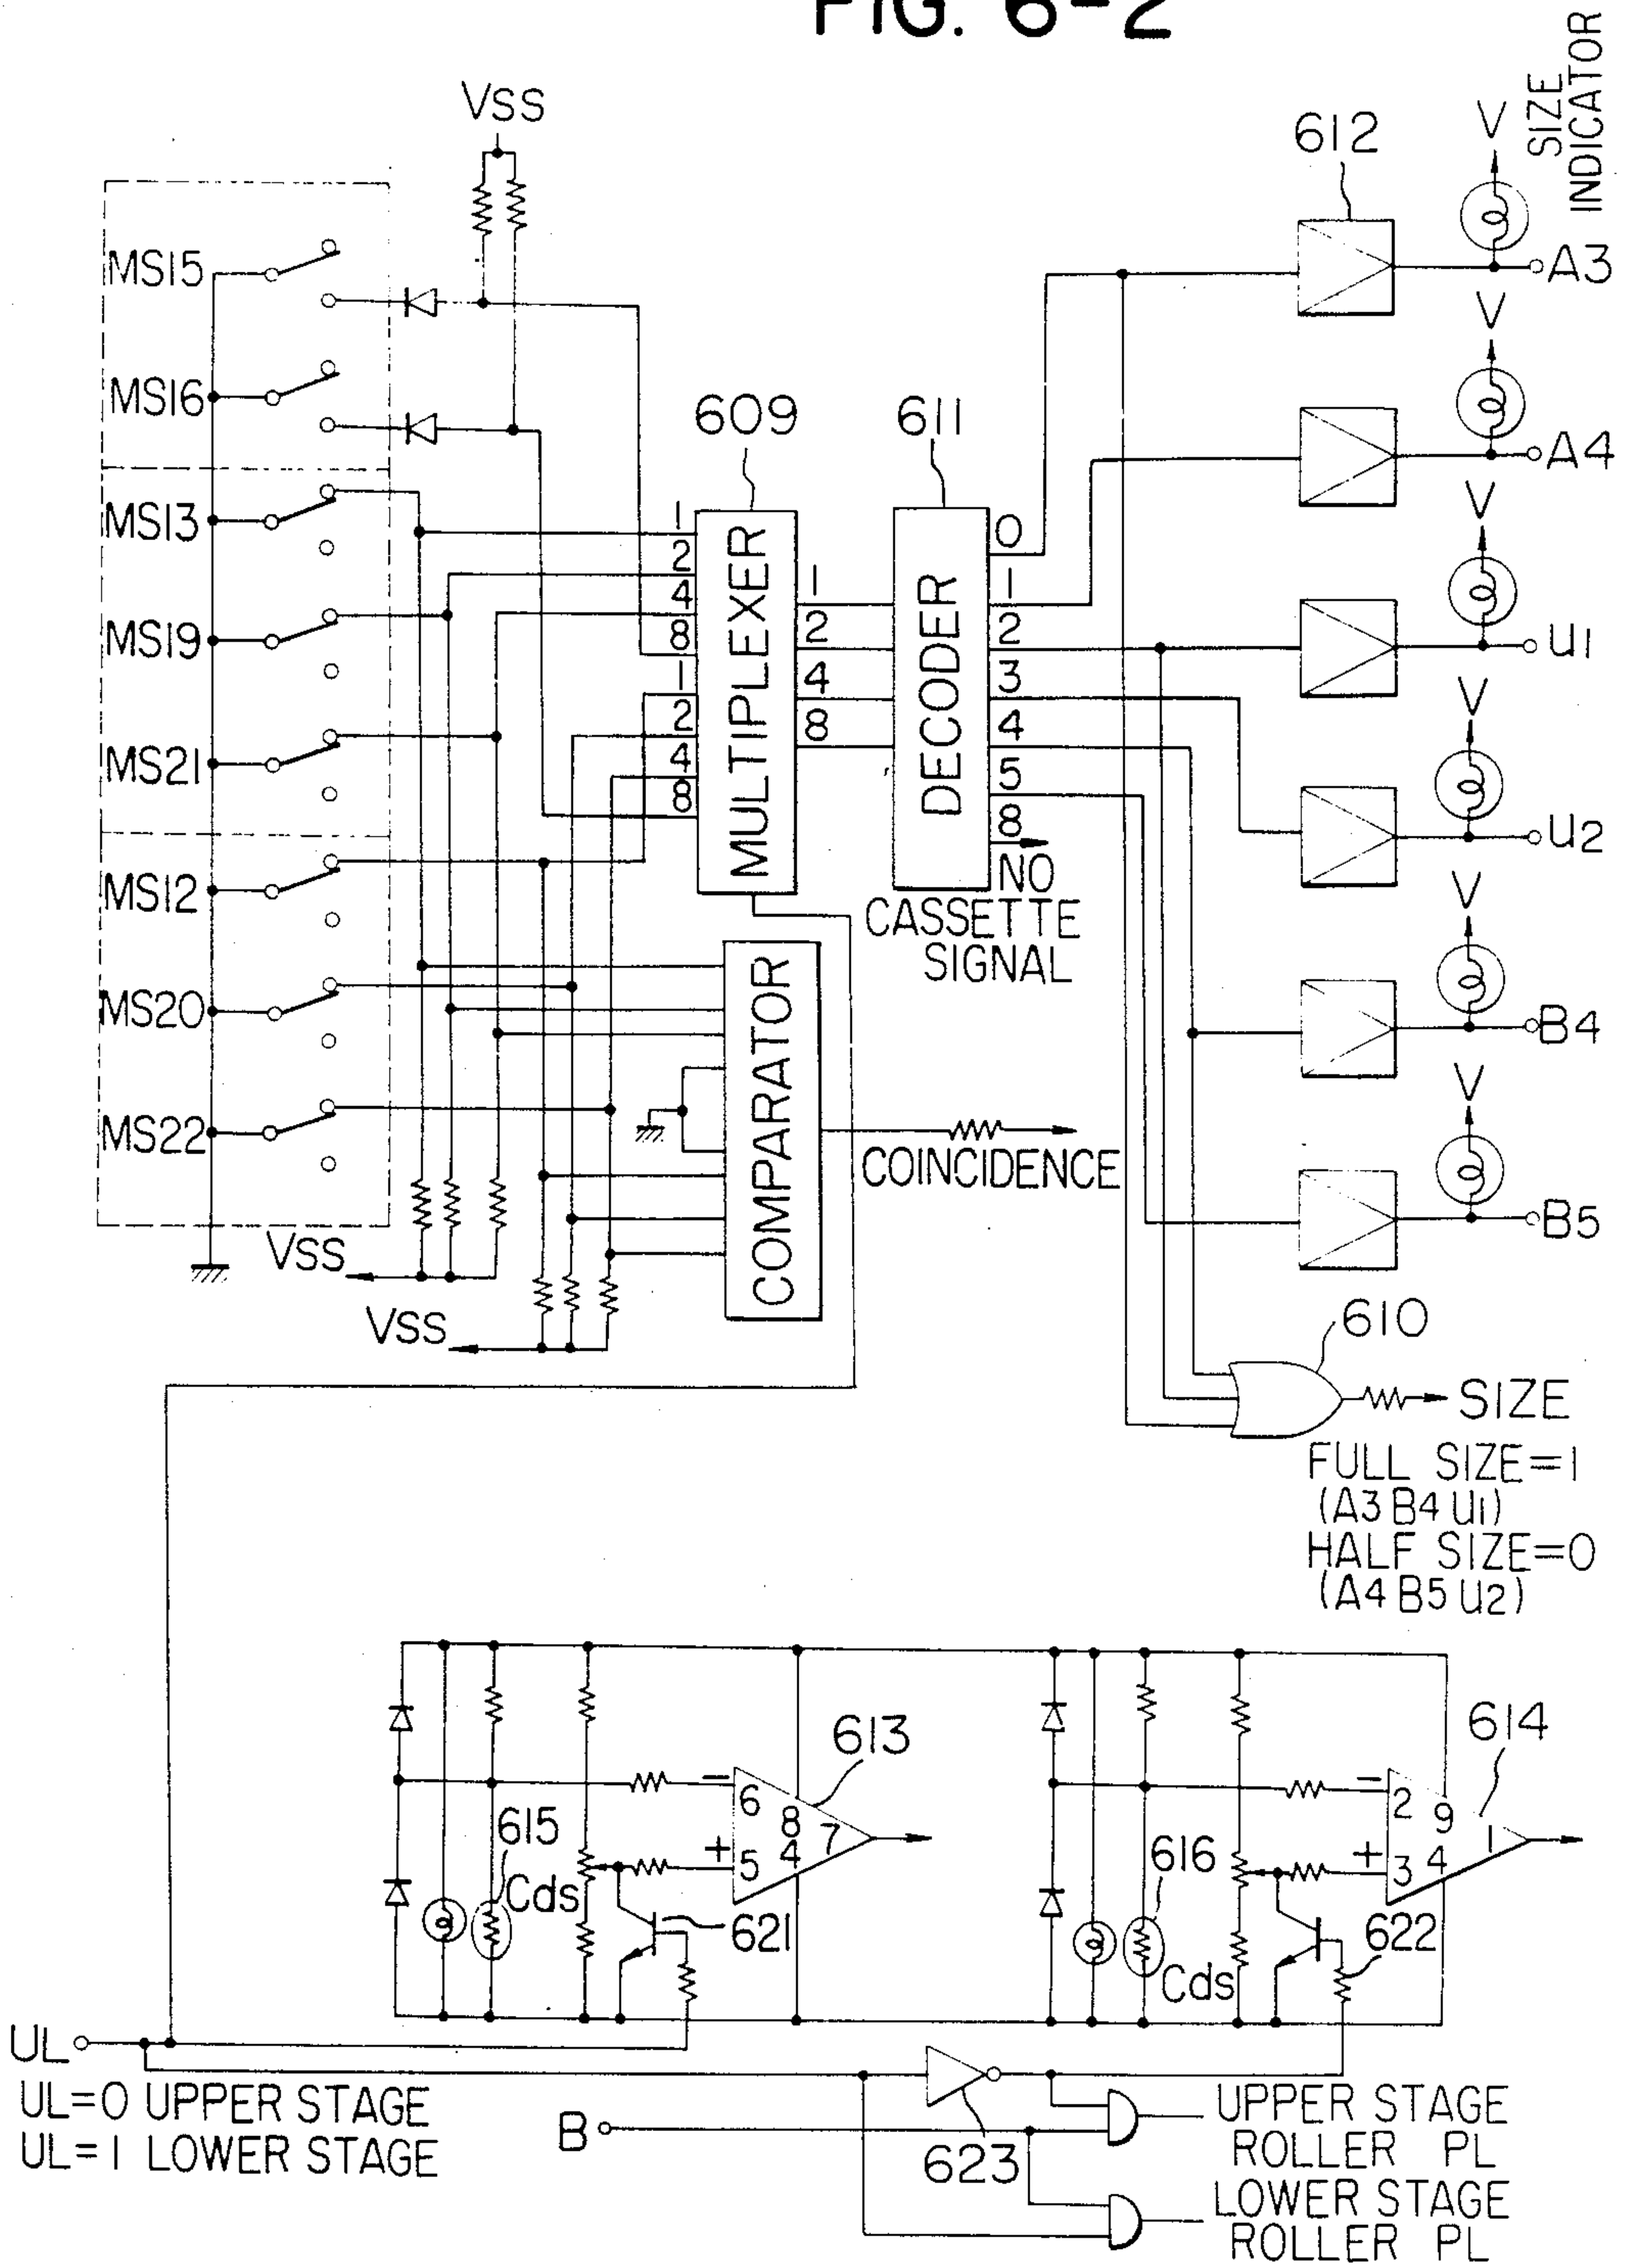 FIG. 6-2
VSS
612
V
SIZE
INDICATOR
MS15
A3
V
MS16
609
611
A4
V
MS13
1
2
4
8
1
2
4
8
MULTIPLEXER
1
2
4
8
DECODER
0
1
2
3
4
5
8
MS19
U1
V
MS21
U2
V
MS12
NO
CASSETTE
SIGNAL
MS20
COMPARATOR
B4
V
MS22
COINCIDENCE
B5
VSS
VSS
610
SIZE
FULL SIZE=1
(A3 B4 U1)
HALF SIZE=0
(A4 B5 U2)
613
614
−
6
8
7
+
5
4
615
Cds
621
−
2
9
1
+
3
4
616
Cds
622
UL
UL=0 UPPER STAGE
UL=1 LOWER STAGE
B
623
UPPER STAGE
ROLLER PL
LOWER STAGE
ROLLER PL